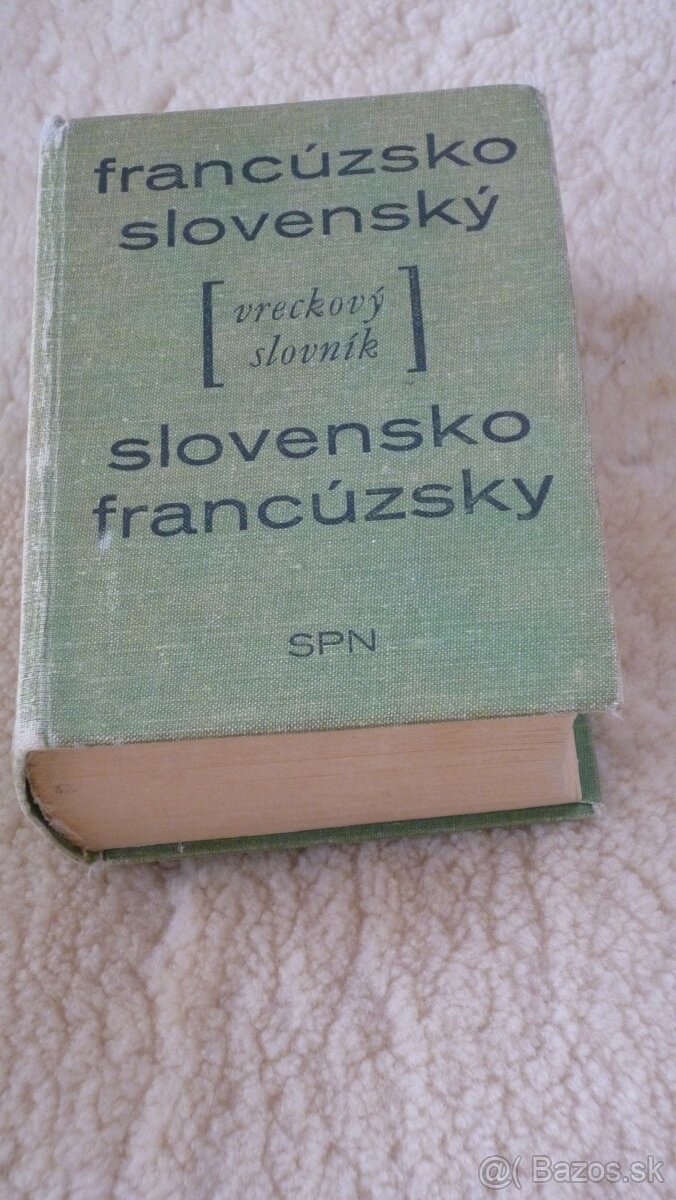 francúzsko
slovenský
[vreckový
slovník]
slovensko
francúzsky
SPN
@( Bazos.sk